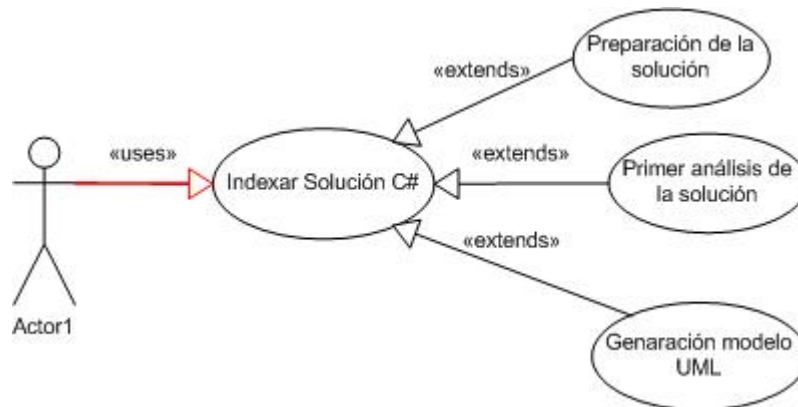 Preparación de la
solución
«extends»
«uses»
Indexar Solución C#
«extends»
Primer análisis de
la solución
«extends»
Actor1
Genaración modelo
UML